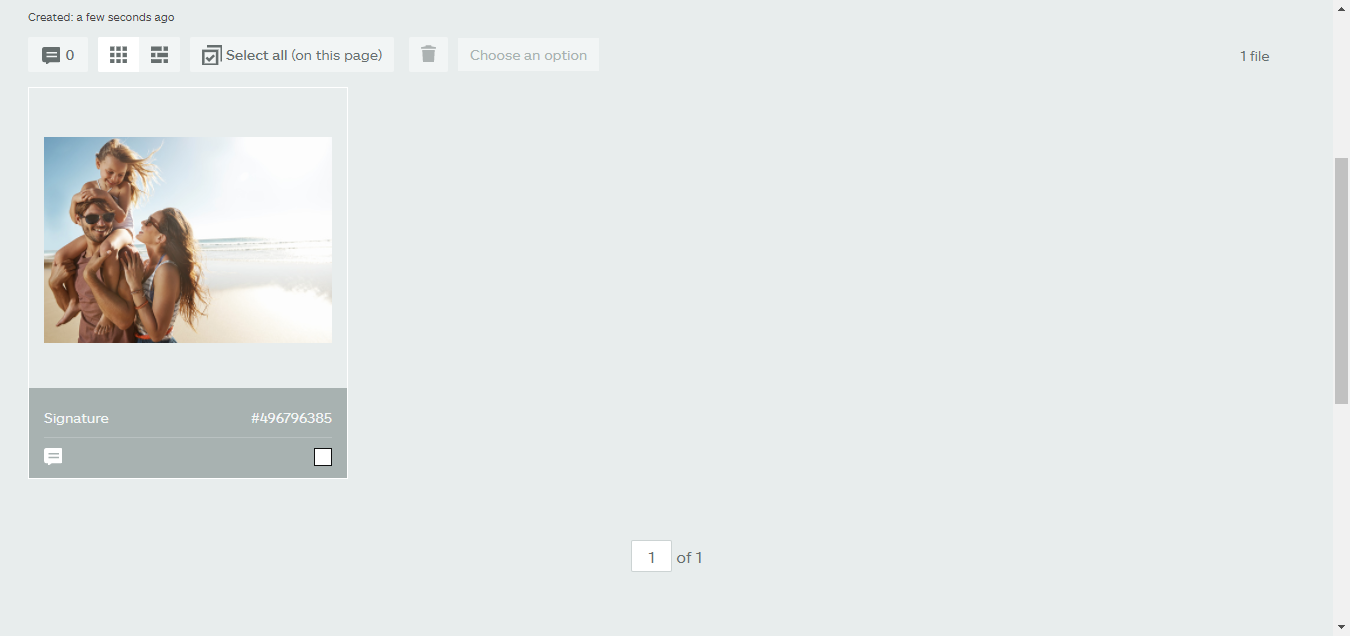 Created: a few seconds ago
0
Select all (on this page)
Choose an option
1 file
Signature
#496796385
1 of 1